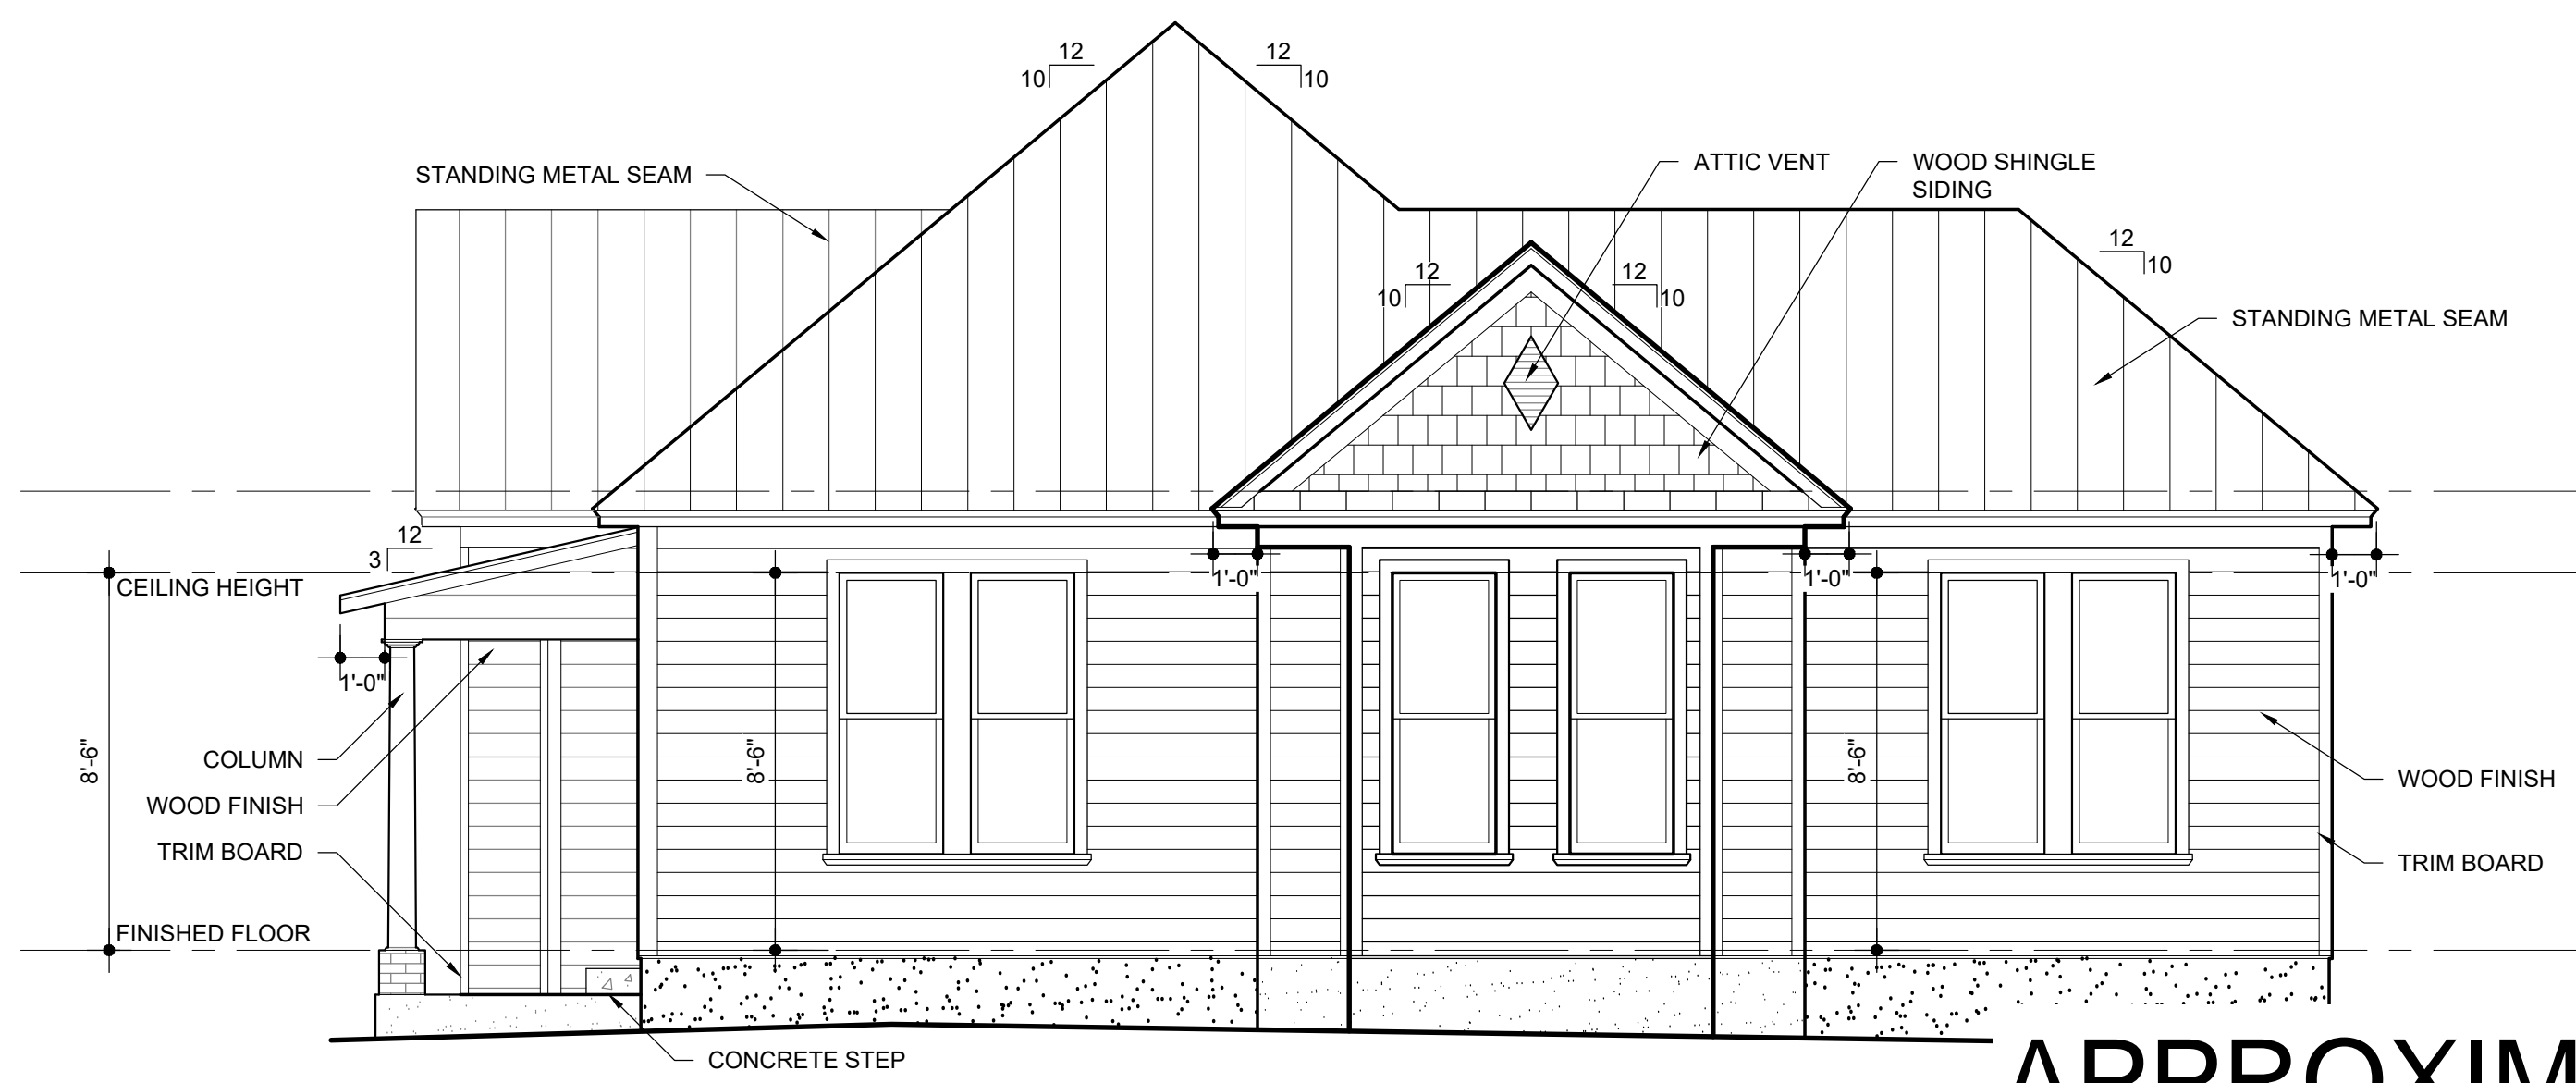 12
10
12
10
STANDING METAL SEAM
ATTIC VENT
WOOD SHINGLE
SIDING
12
10
12
10
12
10
STANDING METAL SEAM
12
3
CEILING HEIGHT
1'-0"
1'-0"
1'-0"
1'-0"
8'-6"
8'-6"
8'-6"
COLUMN
WOOD FINISH
TRIM BOARD
WOOD FINISH
TRIM BOARD
FINISHED FLOOR
CONCRETE STEP
APPROXIM